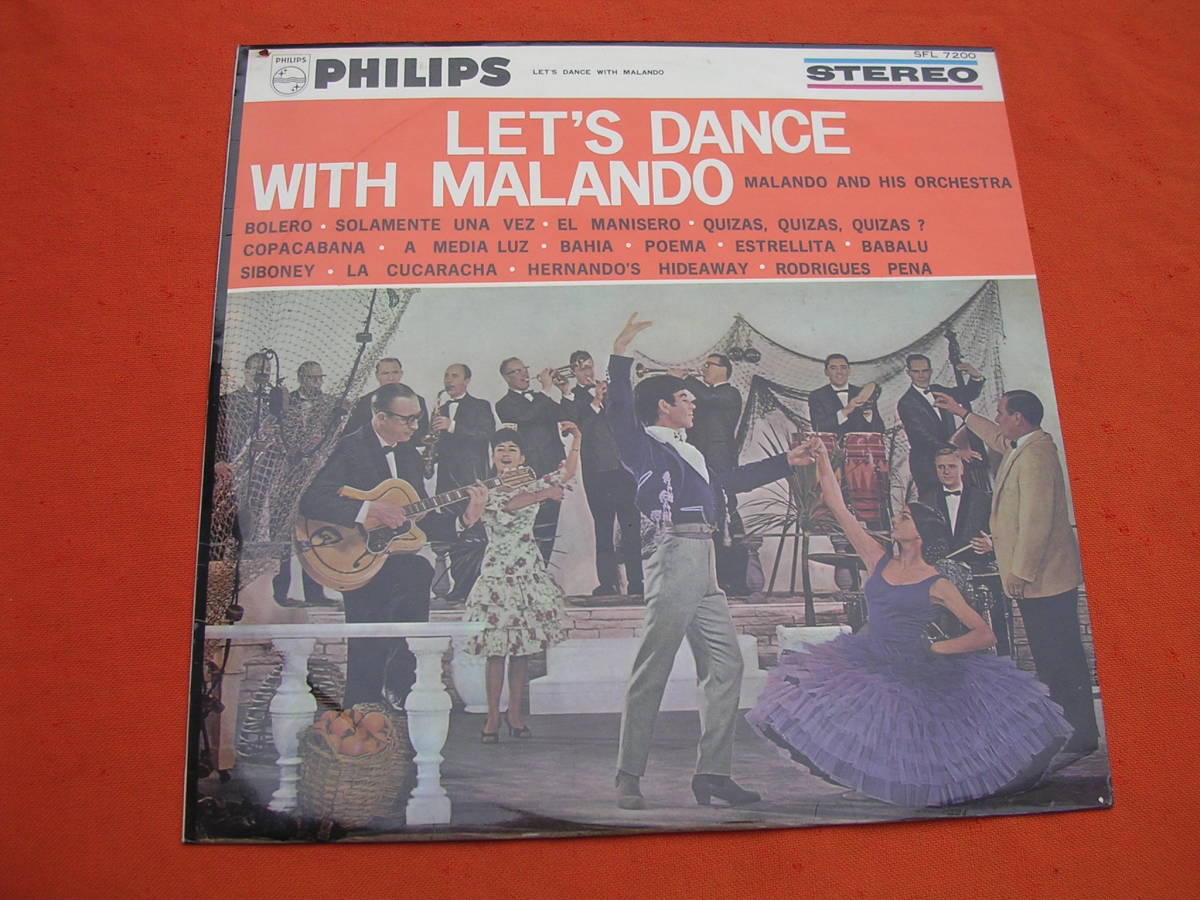 SFL 7200
PHILIPS
PHILIPS LET'S DANCE WITH MALANDO STEREO
LET'S DANCE
WITH MALANDO MALANDO AND HIS ORCHESTRA
BOLERO • SOLAMENTE UNA VEZ • EL MANISERO • QUIZAS, QUIZAS, QUIZAS ?
COPACABANA • A MEDIA LUZ • BAHIA • POEMA • ESTRELLITA • BABALU
SIBONEY • LA CUCARACHA • HERNANDO'S HIDEAWAY • RODRIGUES PENA